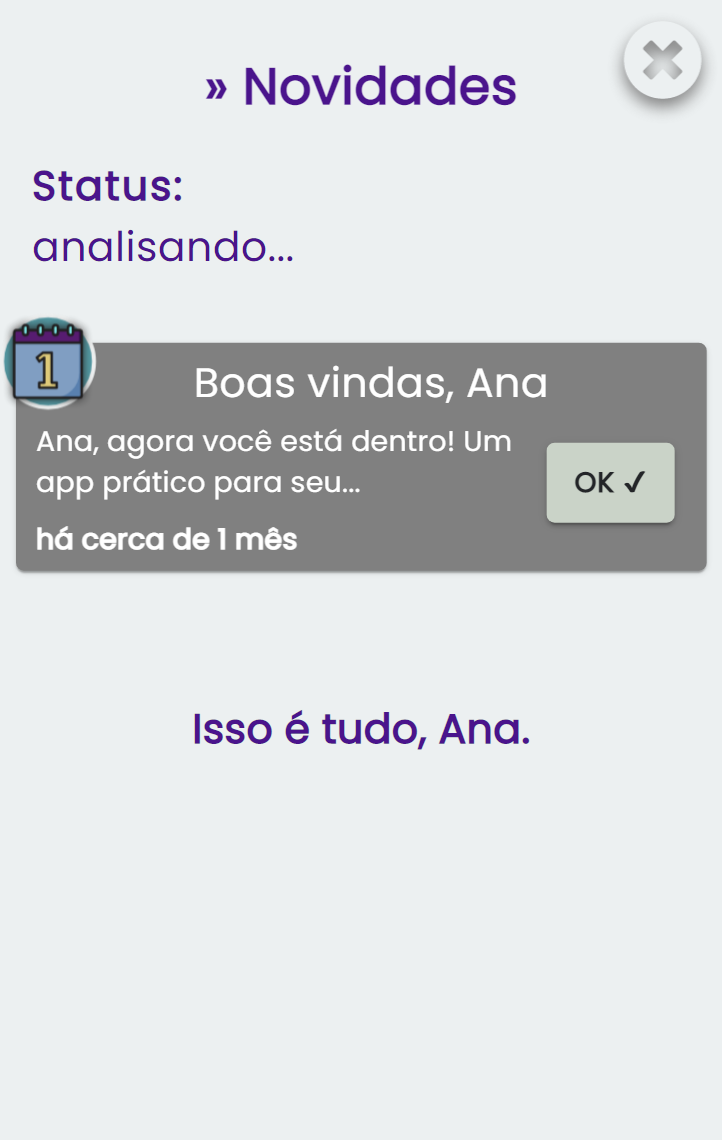 » Novidades
Status:
analisando...
1
Boas vindas, Ana
Ana, agora você está dentro! Um
app prático para seu...
OK ✓
há cerca de 1 mês
Isso é tudo, Ana.